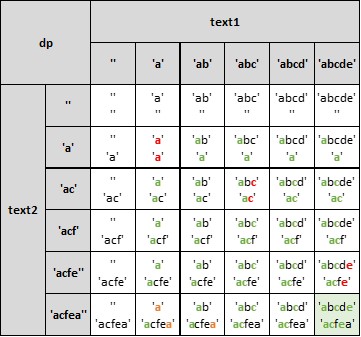 dp text1
'' 'a' 'ab' 'abc' 'abcd' 'abcde'
text2
'' '' 'a' 'ab' 'abc' 'abcd' 'abcde'
'' '' '' '' '' ''
'a' '' 'a' 'ab' 'abc' 'abcd' 'abcde'
'a' 'a' 'a' 'a' 'a' 'a'
'ac' '' 'a' 'ab' 'abc' 'abcd' 'abcde'
'ac' 'ac' 'ac' 'ac' 'ac' 'ac'
'acf' '' 'a' 'ab' 'abc' 'abcd' 'abcde'
'acf' 'acf' 'acf' 'acf' 'acf' 'acf'
'acfe'' '' 'a' 'ab' 'abc' 'abcd' 'abcde'
'acfe' 'acfe' 'acfe' 'acfe' 'acfe' 'acfe'
'acfea'' '' 'a' 'ab' 'abc' 'abcd' 'abcde'
'acfea' 'acfea' 'acfea' 'acfea' 'acfea' 'acfea'